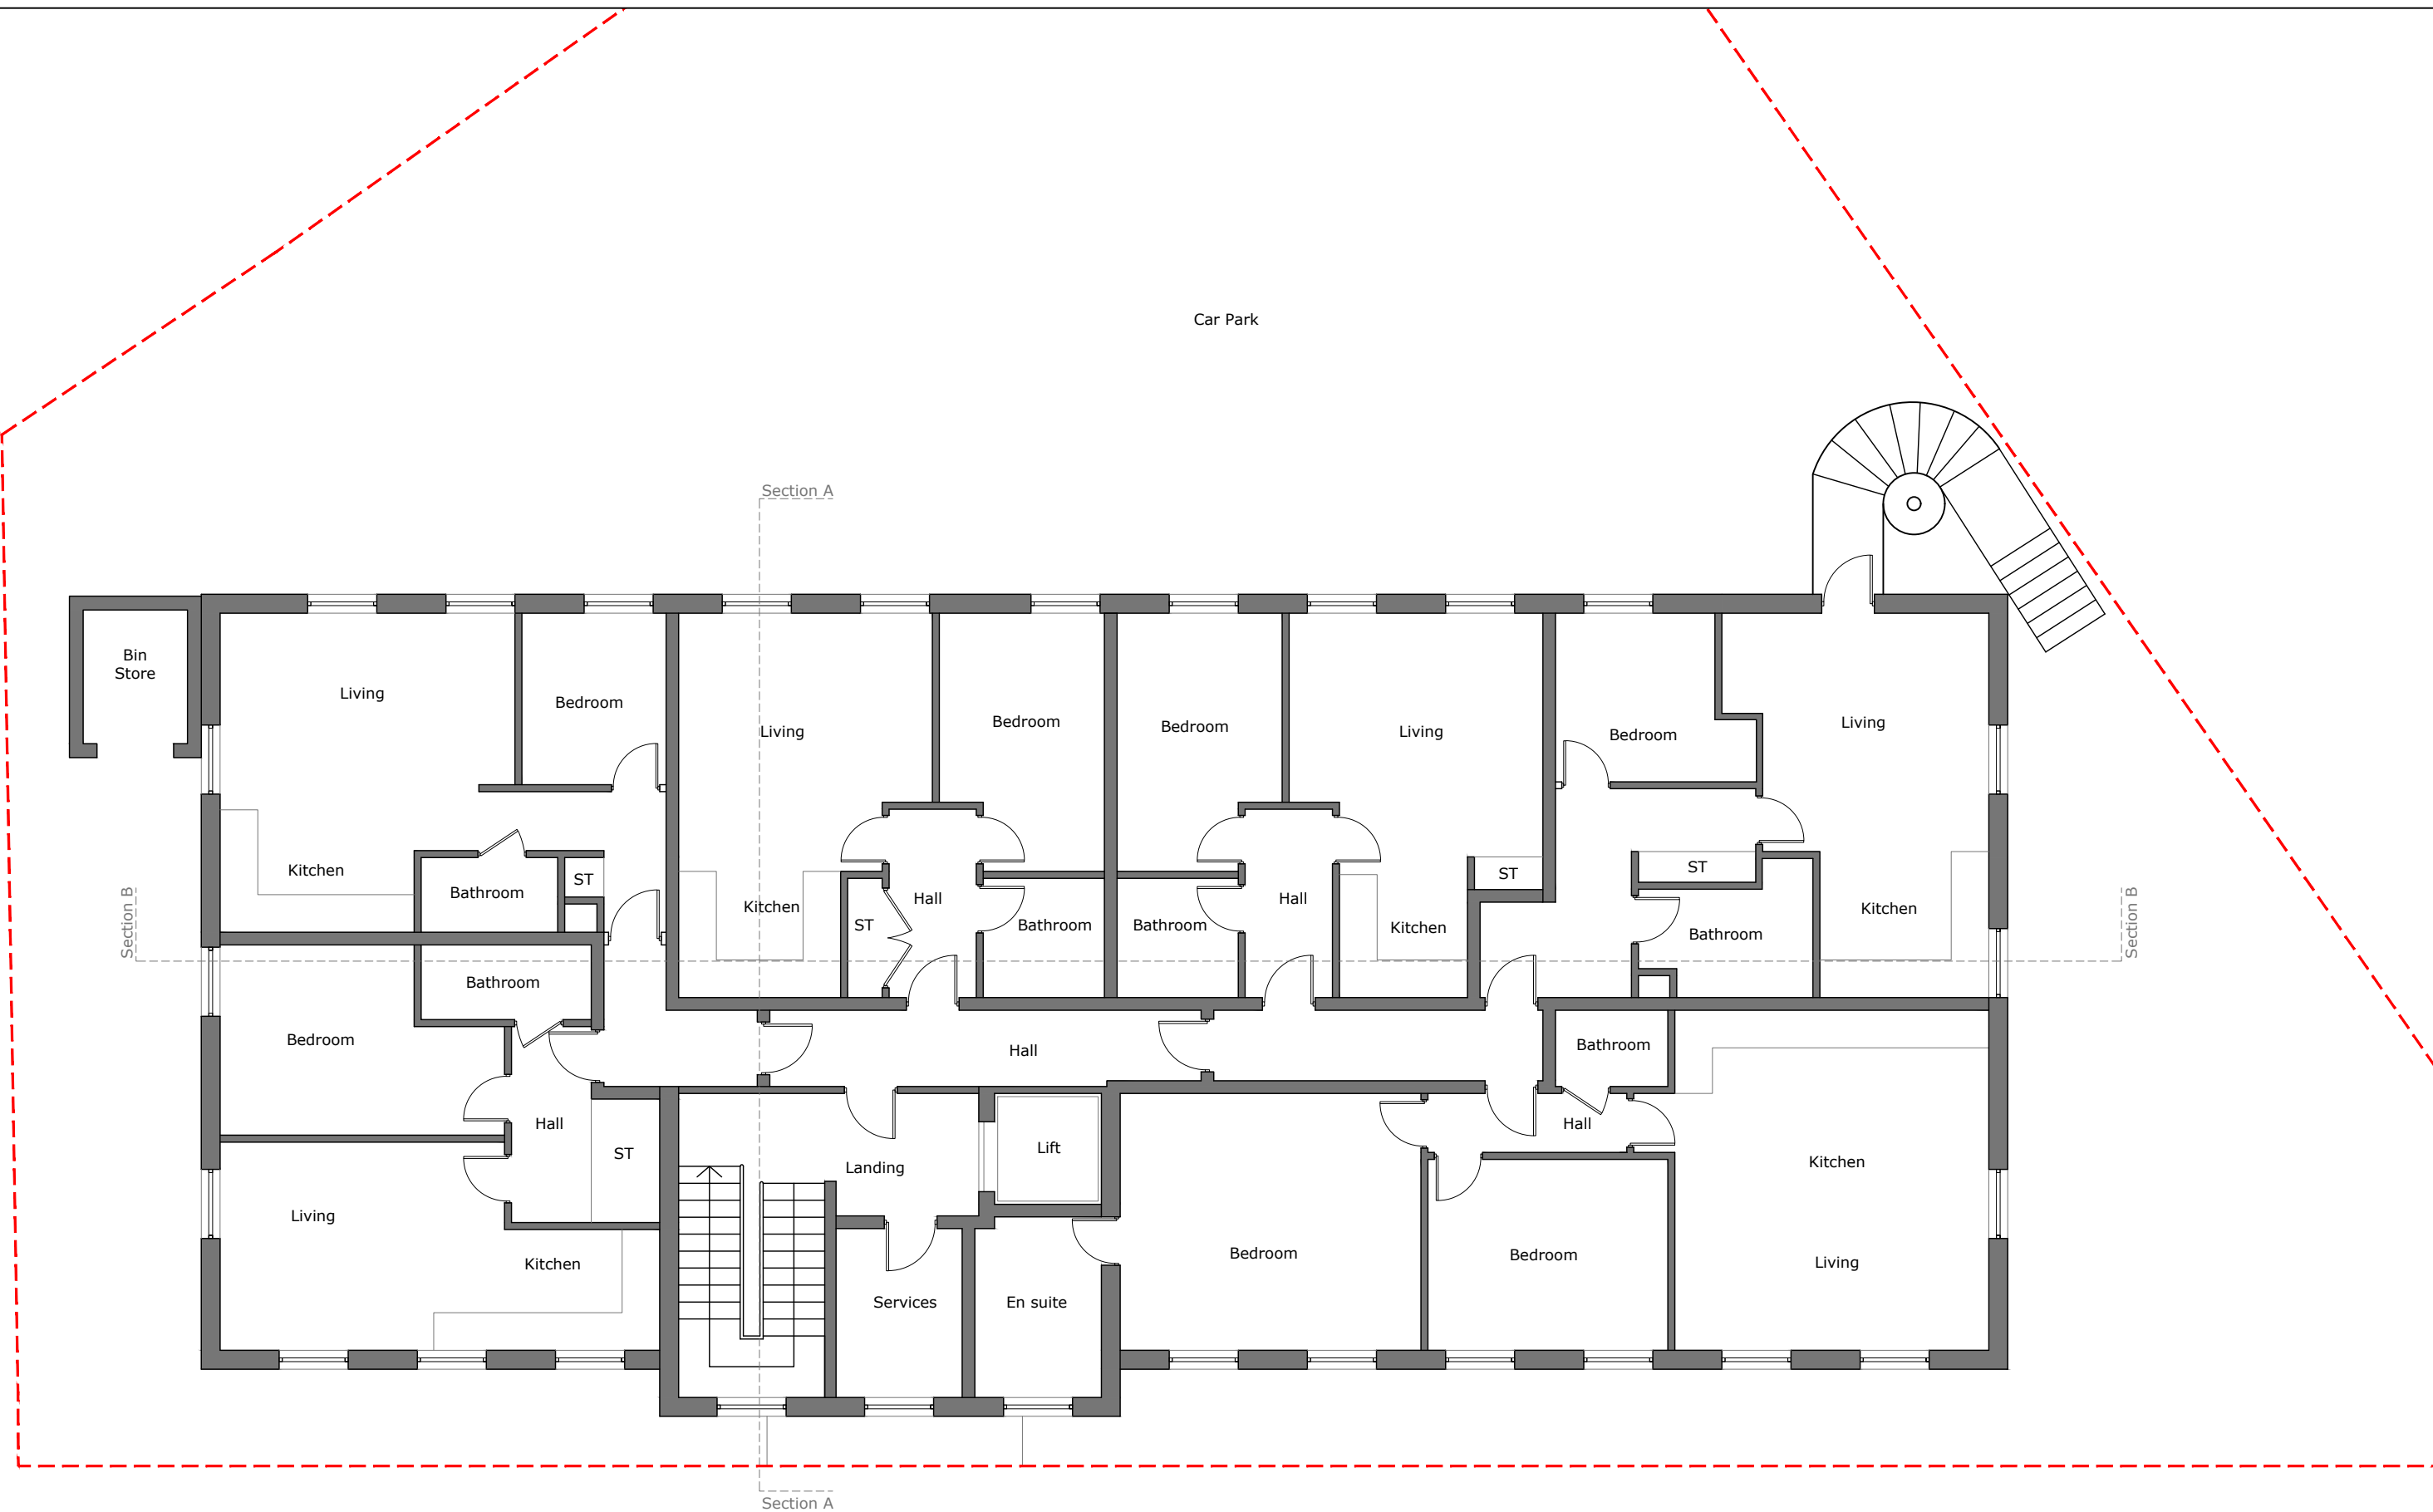 Car Park
Section A
Bin
Store
Living
Bedroom
Living
Bedroom
Bedroom
Living
Bedroom
Living
Kitchen
Bathroom
ST
Kitchen
ST
Hall
Bathroom
Bathroom
Hall
Kitchen
ST
ST
Bathroom
Kitchen
Section B
Section B
Bathroom
Bedroom
Hall
Bathroom
Hall
ST
Landing
Lift
Hall
Kitchen
Living
Kitchen
Services
En suite
Bedroom
Bedroom
Living
Section A